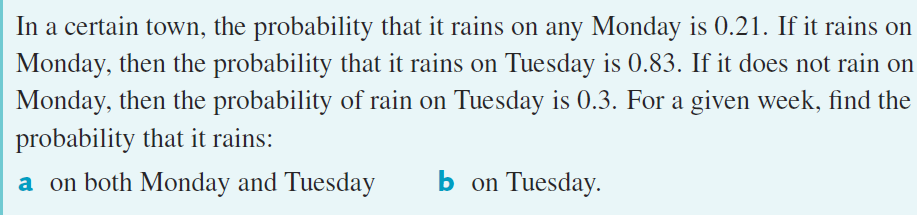 In a certain town, the probability that it rains on any Monday is 0.21. If it rains on
Monday, then the probability that it rains on Tuesday is 0.83. If it does not rain on
Monday, then the probability of rain on Tuesday is 0.3. For a given week, find the
probability that it rains:
a on both Monday and Tuesday b on Tuesday.